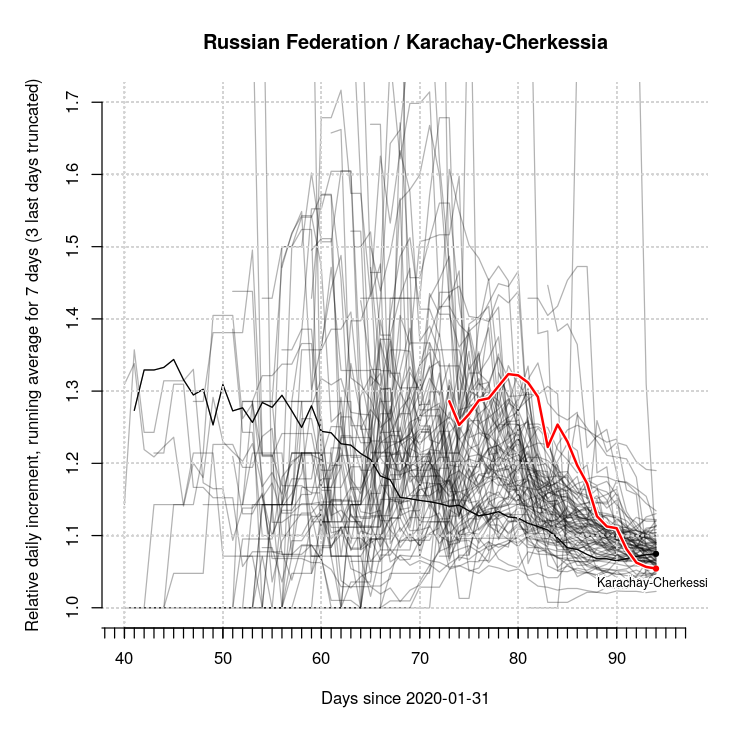 Russian Federation / Karachay-Cherkessia
Relative daily increment, running average for 7 days (3 last days truncated)
1.7
1.6
1.5
1.4
1.3
1.2
1.1
1.0
Karachay-Cherkessi
40 50 60 70 80 90
Days since 2020-01-31